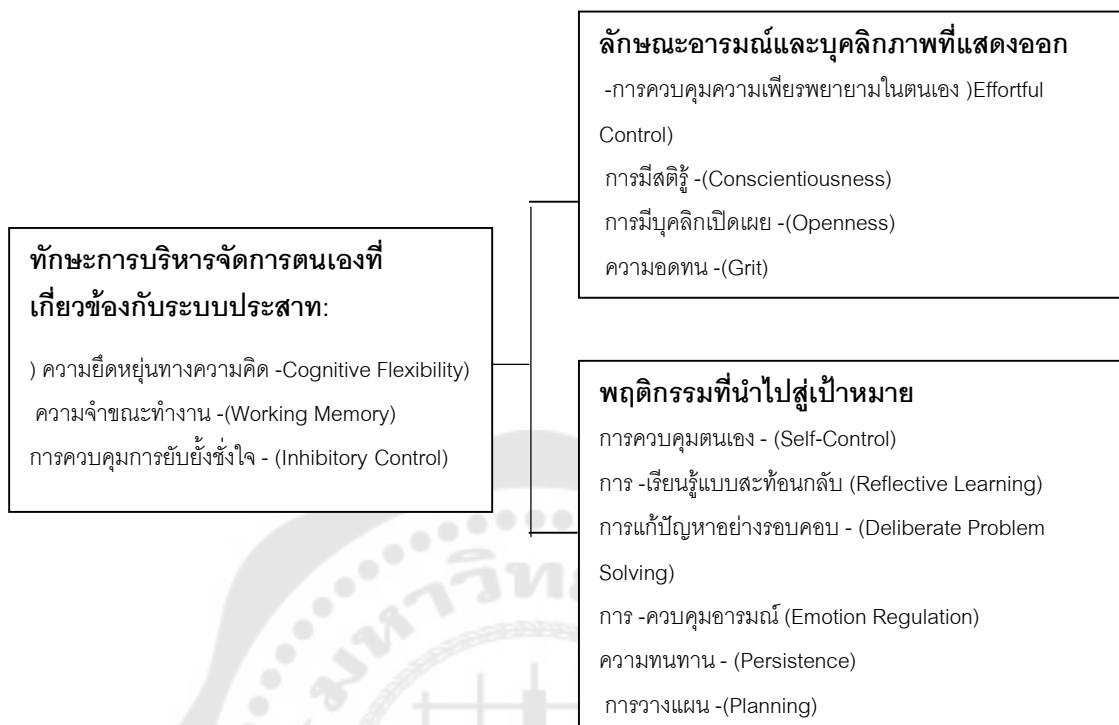 ลักษณะอารมณ์และบุคลิกภาพที่แสดงออก
-การควบคุมความเพียรพยายามในตนเอง )Effortful
Control)
การมีสติรู้ -(Conscientiousness)
การมีบุคลิกเปิดเผย -(Openness)
ความอดทน -(Grit)
ทักษะการบริหารจัดการตนเองที่
เกี่ยวข้องกับระบบประสาท:
) ความยึดหยุ่นทางความคิด -Cognitive Flexibility)
ความจำขณะทำงาน -(Working Memory)
การควบคุมการยับยั้งชั่งใจ - (Inhibitory Control)
พฤติกรรมที่นำไปสู่เป้าหมาย
การควบคุมตนเอง - (Self-Control)
การ -เรียนรู้แบบสะท้อนกลับ (Reflective Learning)
การแก้ปัญหาอย่างรอบคอบ - (Deliberate Problem
Solving)
การ -ควบคุมอารมณ์ (Emotion Regulation)
ความทนทาน - (Persistence)
การวางแผน -(Planning)